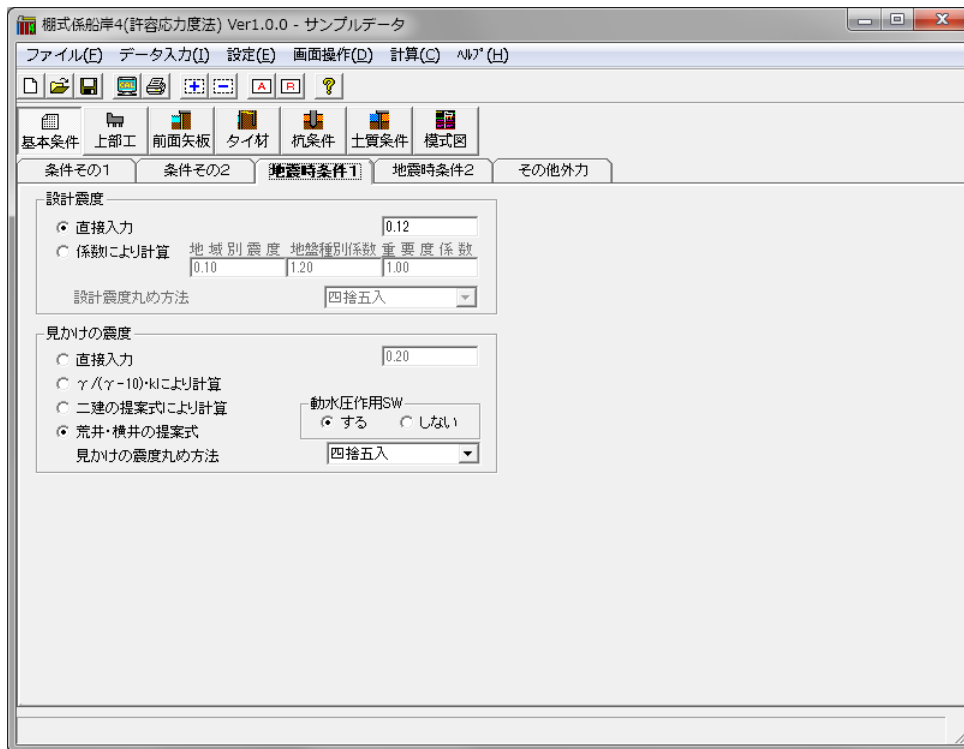 棚式係船岸4(許容応力度法) Ver1.0.0 - サンプルデータ
ファイル(F) データ入力(I) 設定(E) 画面操作(D) 計算(C) ﾍﾙﾌﾟ(H)
A B ?
基本条件 上部工 前面矢板 タイ材 杭条件 土質条件 模式図
条件その1 条件その2 地震時条件1 地震時条件2 その他外力
設計震度
直接入力 0.12
係数により計算 地域別震度 地盤種別係数 重要度係数
0.10 1.20 1.00
設計震度丸め方法 四捨五入
見かけの震度
直接入力 0.20
γ/(γ-10)・kにより計算
二建の提案式により計算 動水圧作用SW
荒井・横井の提案式 する しない
見かけの震度丸め方法 四捨五入